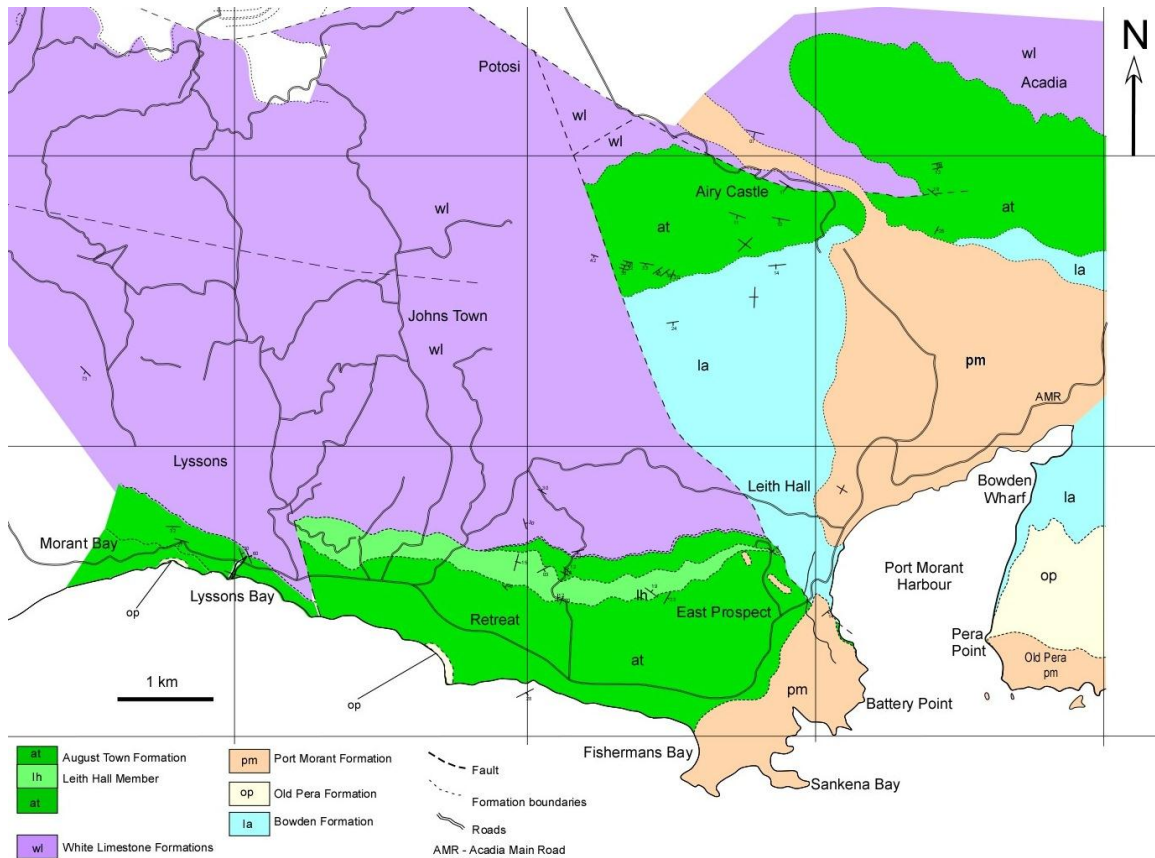 N
wl
Acadia
Potosi
wl
wl
Airy Castle
wl
at
at
la
Johns Town
wl
la
pm
AMR
Lyssons
Leith Hall
Bowden
Wharf
la
Morant Bay
Port Morant
Harbour
op
op
Lyssons Bay
lh
Retreat
East Prospect
Pera
Point
Old Pera
pm
at
1 km
pm
op
Battery Point
Fishermans Bay
Sankena Bay
at August Town Formation
lh Leith Hall Member
at
wl White Limestone Formations
pm Port Morant Formation
op Old Pera Formation
la Bowden Formation
Fault
Formation boundaries
Roads
AMR - Acadia Main Road